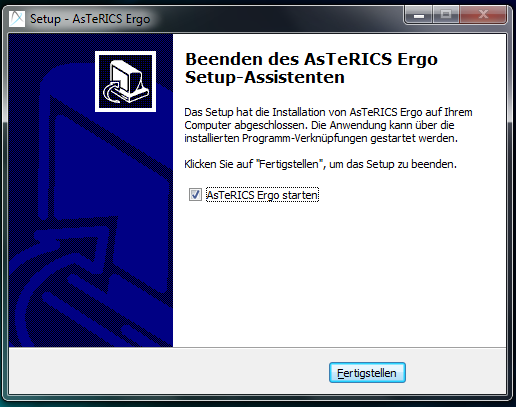 Setup - AsTeRICS Ergo
Beenden des AsTeRICS Ergo
Setup-Assistenten
Das Setup hat die Installation von AsTeRICS Ergo auf Ihrem
Computer abgeschlossen. Die Anwendung kann über die
installierten Programm-Verknüpfungen gestartet werden.
Klicken Sie auf "Fertigstellen", um das Setup zu beenden.
AsTeRICS Ergo starten
Fertigstellen